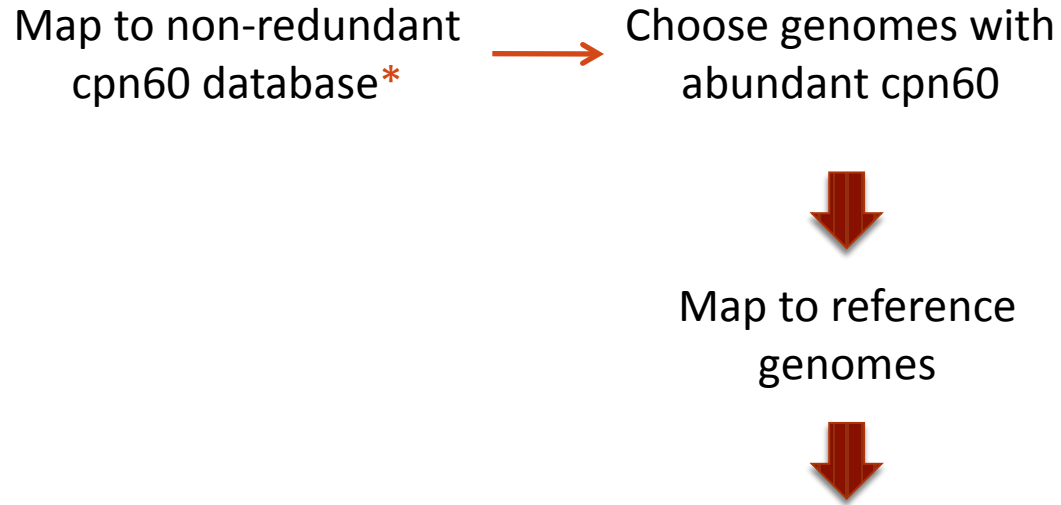 Map to non-redundant
cpn60 database*
Choose genomes with
abundant cpn60
Map to reference
genomes